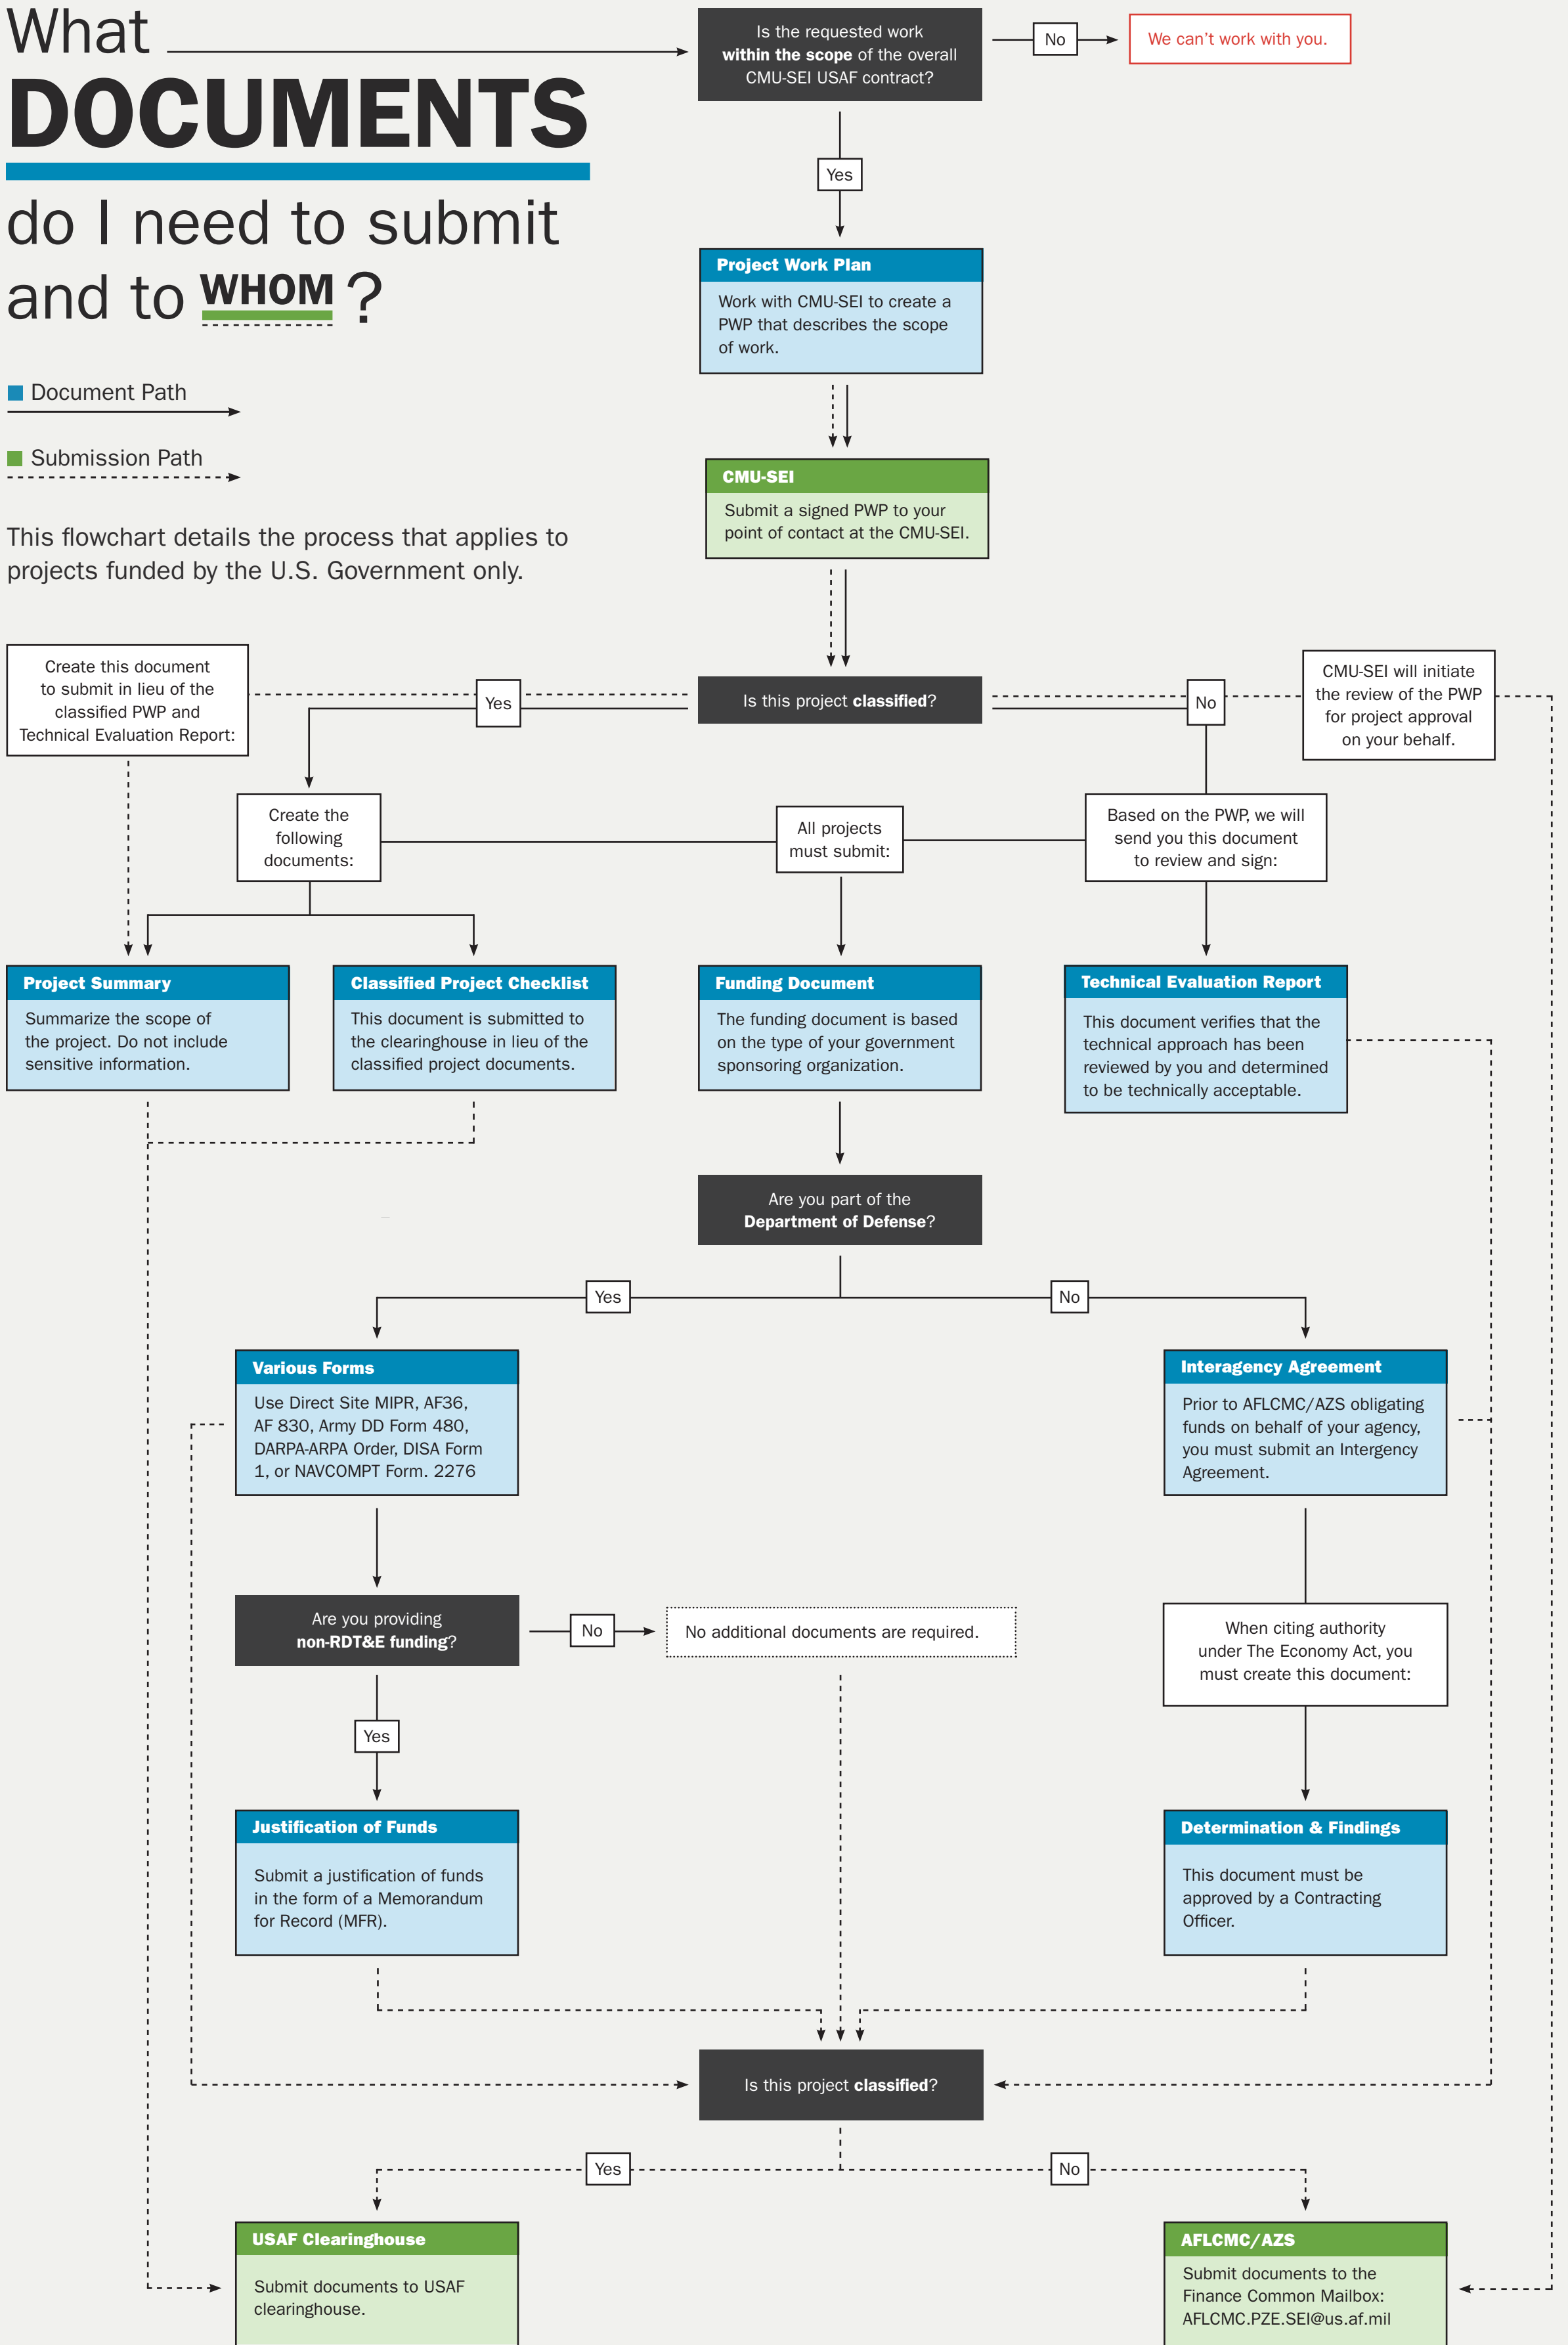 What
DOCUMENTS
do I need to submit
and to WHOM ?
Document Path
Submission Path
This flowchart details the process that applies to
projects funded by the U.S. Government only.
Is the requested work
within the scope of the overall
CMU-SEI USAF contract?
No
We can't work with you.
Yes
Project Work Plan
Work with CMU-SEI to create a
PWP that describes the scope
of work.
CMU-SEI
Submit a signed PWP to your
point of contact at the CMU-SEI.
Create this document
to submit in lieu of the
classified PWP and
Technical Evaluation Report:
Yes
Is this project classified?
No
CMU-SEI will initiate
the review of the PWP
for project approval
on your behalf.
Create the
following
documents:
All projects
must submit:
Based on the PWP, we will
send you this document
to review and sign:
Project Summary
Summarize the scope of
the project. Do not include
sensitive information.
Classified Project Checklist
This document is submitted to
the clearinghouse in lieu of the
classified project documents.
Funding Document
The funding document is based
on the type of your government
sponsoring organization.
Technical Evaluation Report
This document verifies that the
technical approach has been
reviewed by you and determined
to be technically acceptable.
Are you part of the
Department of Defense?
Yes
No
Various Forms
Use Direct Site MIPR, AF36,
AF 830, Army DD Form 480,
DARPA-ARPA Order, DISA Form
1, or NAVCOMPT Form. 2276
Interagency Agreement
Prior to AFLCMC/AZS obligating
funds on behalf of your agency,
you must submit an Intergency
Agreement.
Are you providing
non-RDT&E funding?
No
No additional documents are required.
When citing authority
under The Economy Act, you
must create this document:
Yes
Justification of Funds
Submit a justification of funds
in the form of a Memorandum
for Record (MFR).
Determination & Findings
This document must be
approved by a Contracting
Officer.
Is this project classified?
Yes
No
USAF Clearinghouse
Submit documents to USAF
clearinghouse.
AFLCMC/AZS
Submit documents to the
Finance Common Mailbox:
AFLCMC.PZE.SEI@us.af.mil